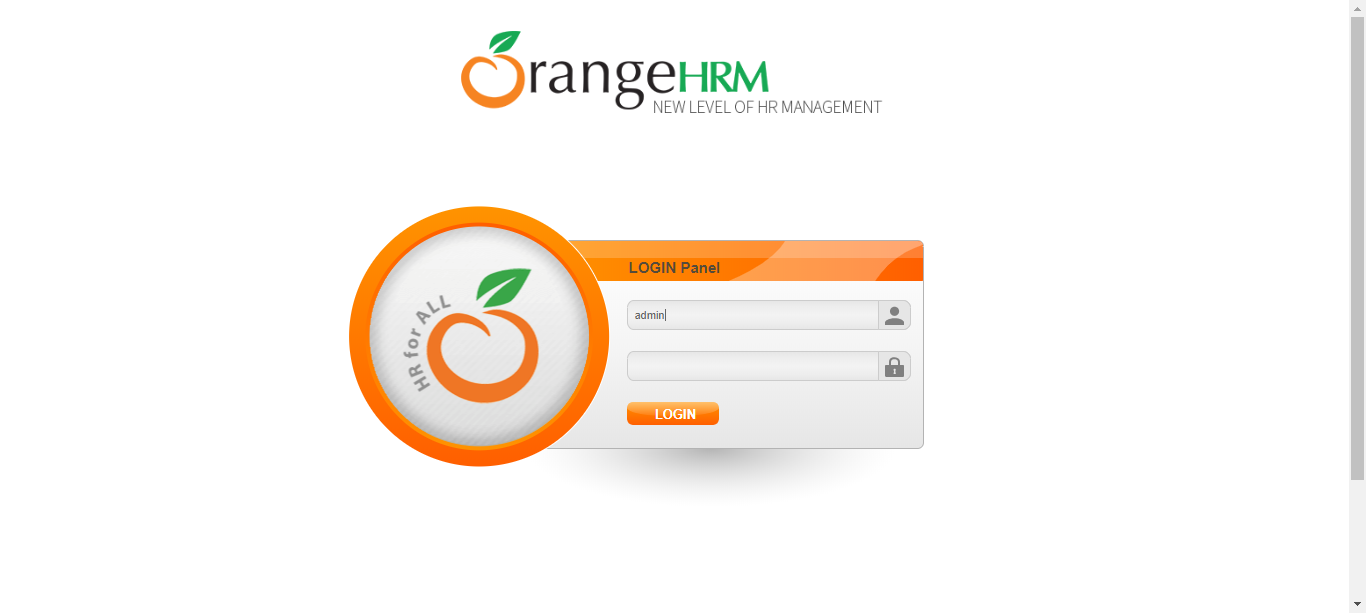 OrangeHRM
NEW LEVEL OF HR MANAGEMENT
HR for ALL
LOGIN Panel
admin
LOGIN